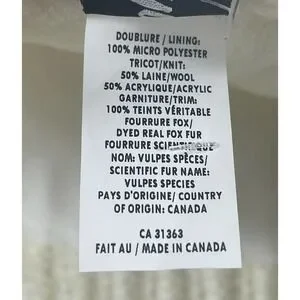 DOUBLURE / LINING:
100% MICRO POLYESTER
TRICOT/KNIT:
50% LAINE/WOOL
50% ACRYLIQUE/ACRYLIC
GARNITURE/TRIM:
100% TEINTS VÉRITABLE
FOURRURE FOX/
DYED REAL FOX FUR
FOURRURE SCIENTIFIQUE
NOM: VULPES SPÈCES/
SCIENTIFIC FUR NAME:
VULPES SPECIES
PAYS D'ORIGINE/ COUNTRY
OF ORIGIN: CANADA
CA 31363
FAIT AU / MADE IN CANADA